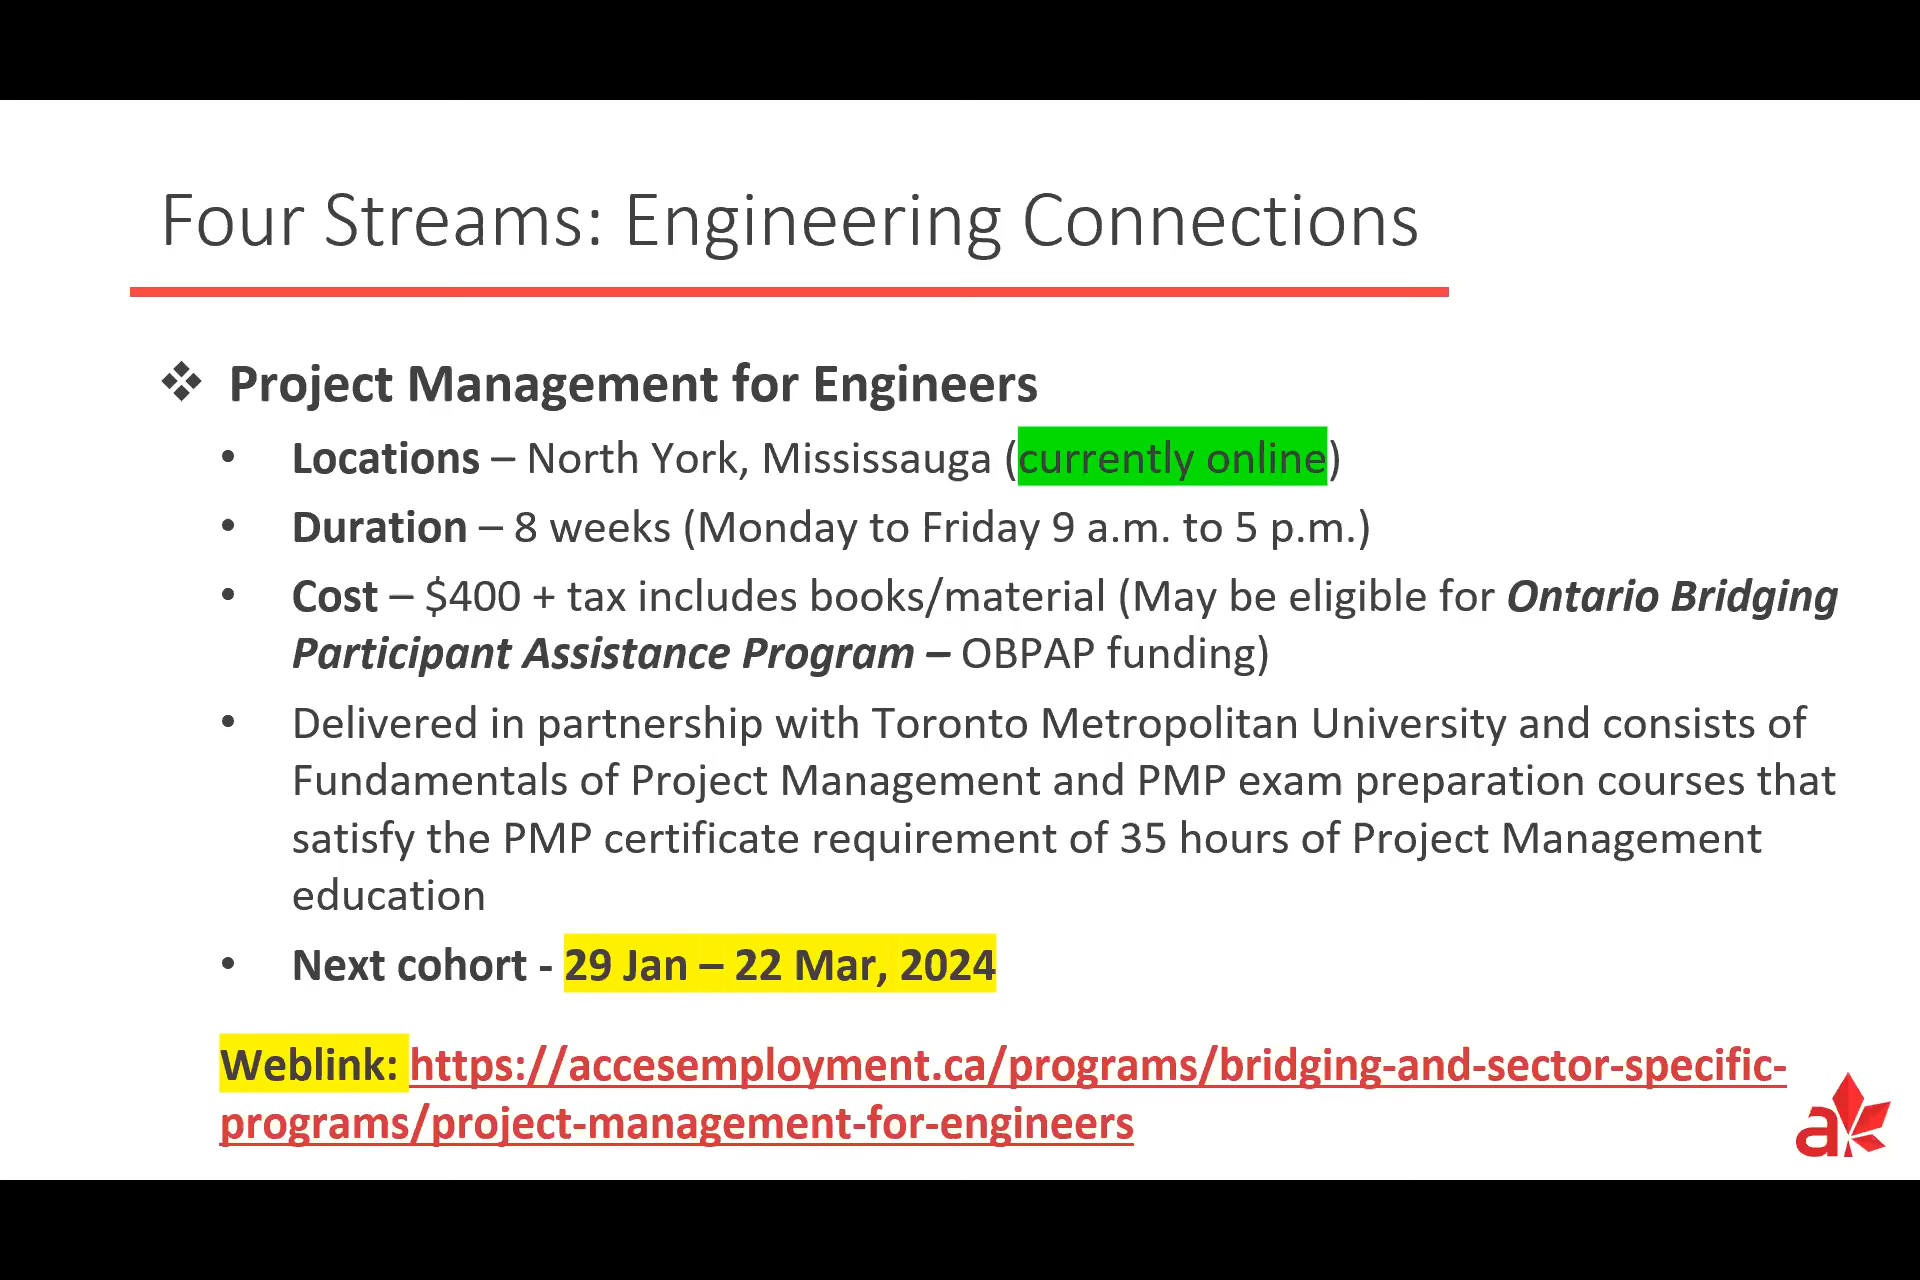 Four Streams: Engineering Connections
❖ Project Management for Engineers
• Locations – North York, Mississauga (currently online)
• Duration – 8 weeks (Monday to Friday 9 a.m. to 5 p.m.)
• Cost – $400 + tax includes books/material (May be eligible for Ontario Bridging
Participant Assistance Program – OBPAP funding)
• Delivered in partnership with Toronto Metropolitan University and consists of
Fundamentals of Project Management and PMP exam preparation courses that
satisfy the PMP certificate requirement of 35 hours of Project Management
education
• Next cohort - 29 Jan – 22 Mar, 2024
Weblink: https://accesemployment.ca/programs/bridging-and-sector-specific-
programs/project-management-for-engineers
a